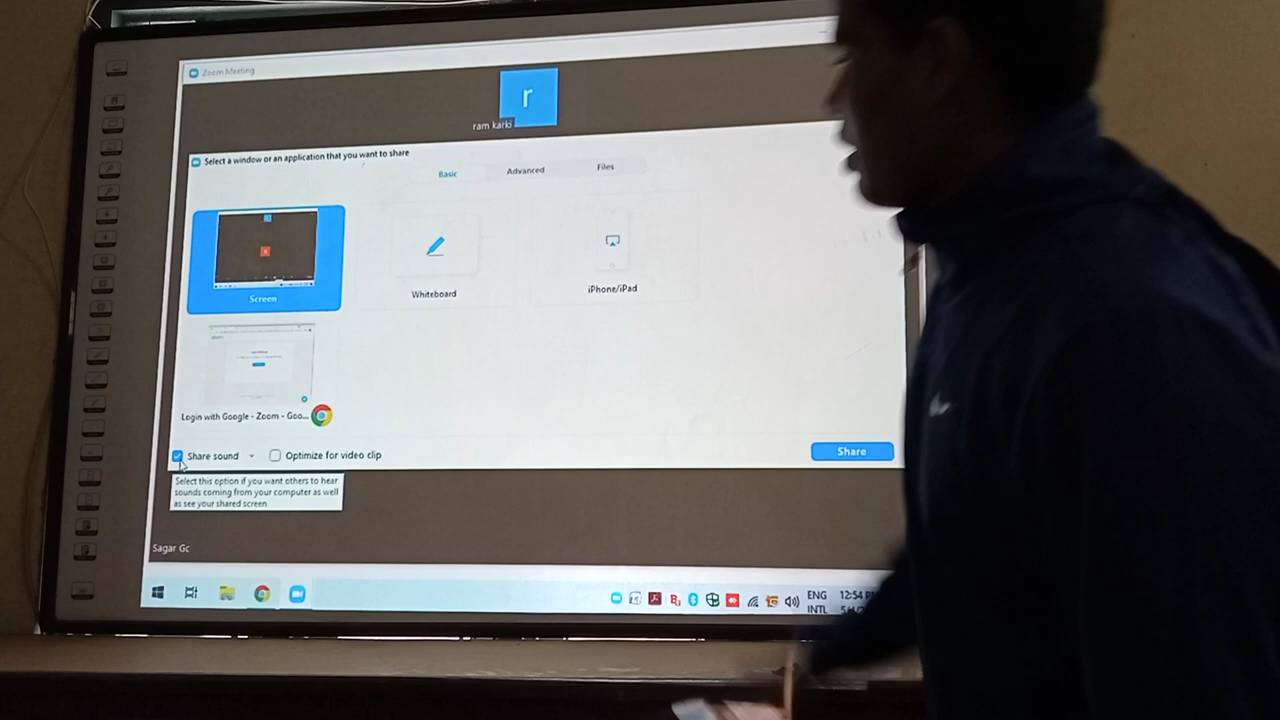 Zoom Meeting
r
ram karki
Select a window or an application that you want to share
Basic
Advanced
Files
Screen
Whiteboard
iPhone/iPad
Login with Google - Zoom - Goo...
Share sound
Optimize for video clip
Share
Select this option if you want others to hear
sounds coming from your computer as well
as see your shared screen
Sagar Gc
ENG
INTL
12:54